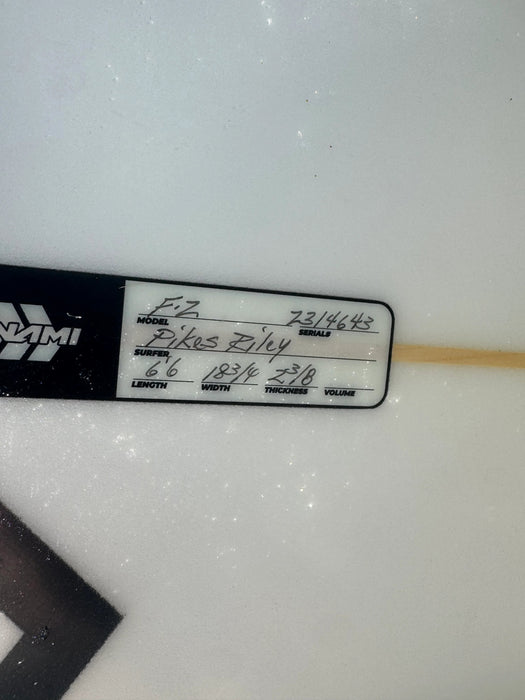 NAMI
F·Z 7314643
MODEL SERIAL#
Pikes Riley
SURFER
6'6 18 3/4 2 3/8
LENGTH WIDTH THICKNESS VOLUME